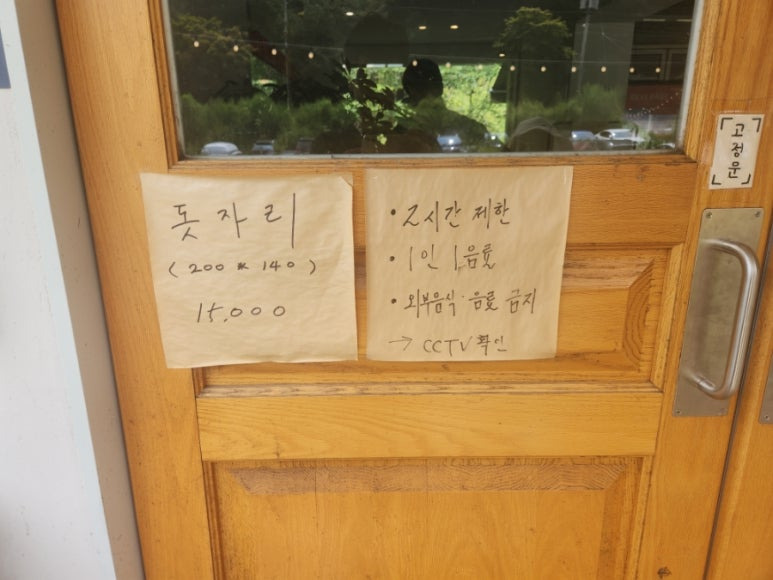 돗자리
(200 * 140)
15,000
• 2시간 제한
• 1인 1음료
• 외부음식·음료 금지
→ CCTV 확인
고정문